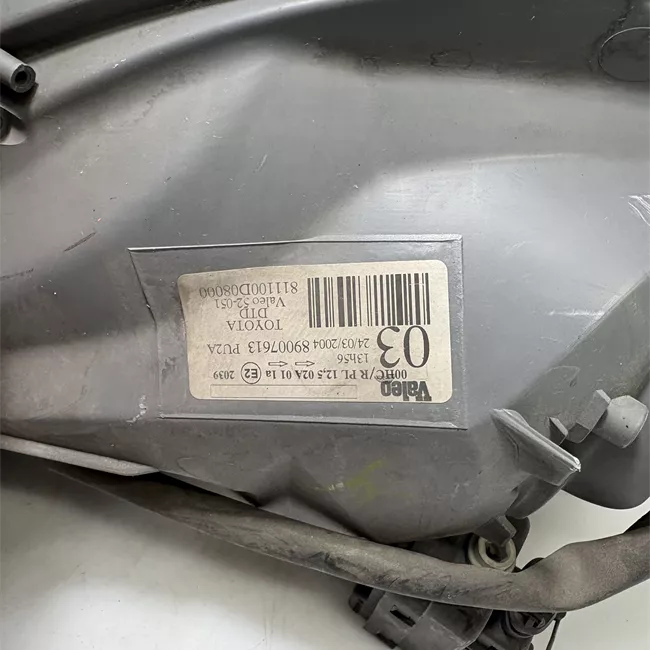 Valeo
00HC/R PL 12,5 02A 01 1a E2 2039
13h56
24/03/2004 89007613 PU2A
03
TOYOTA
DTD
Valeo 52-051
811100D08000